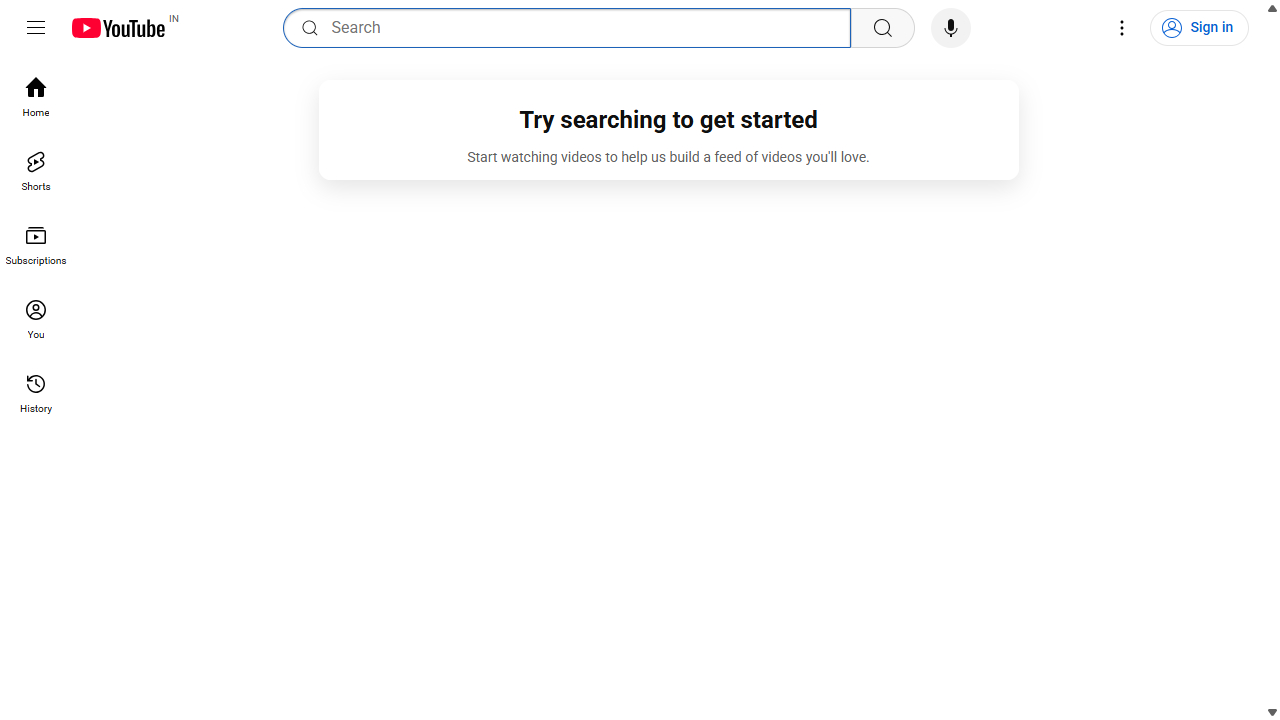 YouTube IN
Search
Sign in
Home
Shorts
Subscriptions
You
History
Try searching to get started
Start watching videos to help us build a feed of videos you'll love.